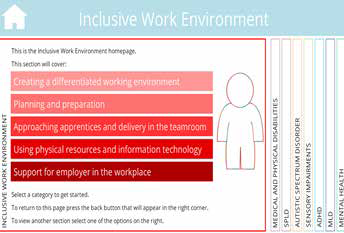 Inclusive Work Environment
This is the Inclusive Work Environment homepage.
This section will cover:
Creating a differentiated working environment
Planning and preparation
Approaching apprentices and delivery in the teamroom
Using physical resources and information technology
Support for employer in the workplace
Select a category to get started.
To return to this page press the back button that will appear in the right corner.
To view another section select one of the options on the right.
INCLUSIVE WORK ENVIRONMENT
MEDICAL AND PHYSICAL DISABILITIES
SPLD
AUTISTIC SPECTRUM DISORDER
SENSORY IMPAIRMENTS
ADHD
MLD
MENTAL HEALTH